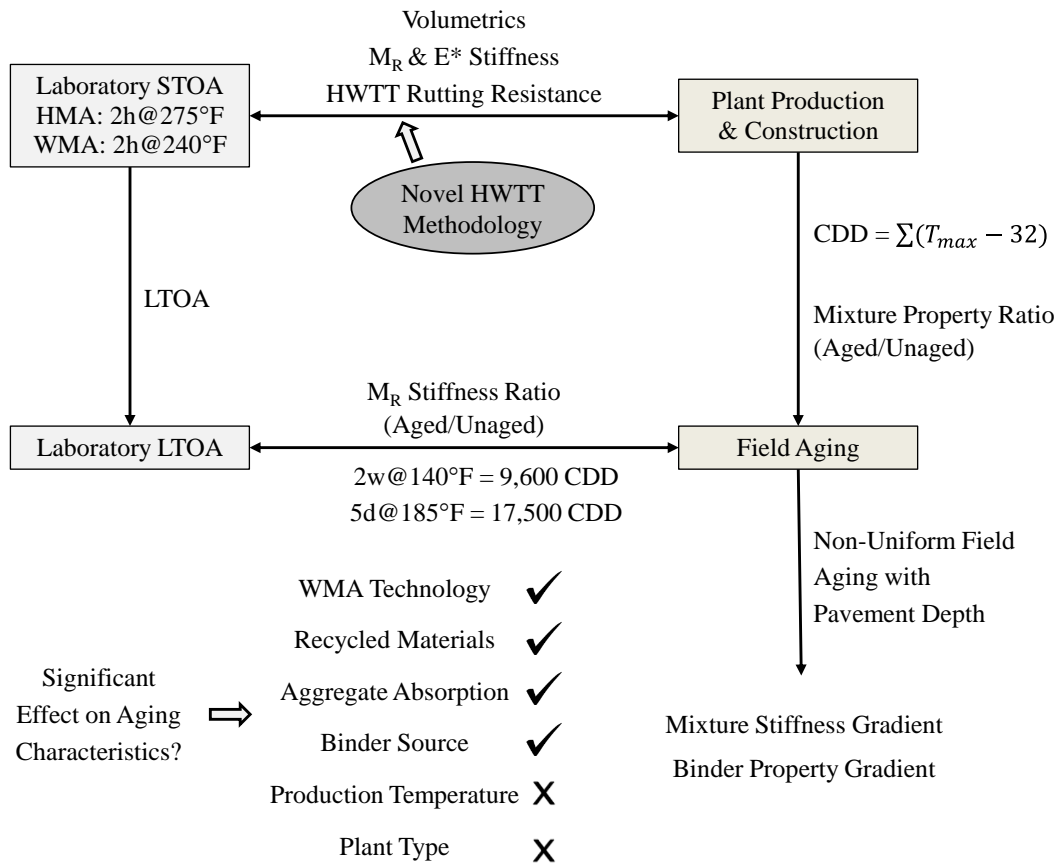 Volumetrics
M_R & E* Stiffness
HWTT Rutting Resistance
Laboratory STOA
HMA: 2h@275°F
WMA: 2h@240°F
Plant Production
& Construction
Novel HWTT
Methodology
CDD = ∑(T_max − 32)
LTOA
Mixture Property Ratio
(Aged/Unaged)
M_R Stiffness Ratio
(Aged/Unaged)
Laboratory LTOA
Field Aging
2w@140°F = 9,600 CDD
5d@185°F = 17,500 CDD
Non-Uniform Field
Aging with
Pavement Depth
Significant
Effect on Aging
Characteristics?
WMA Technology ✓
Recycled Materials ✓
Aggregate Absorption ✓
Binder Source ✓
Production Temperature X
Plant Type X
Mixture Stiffness Gradient
Binder Property Gradient